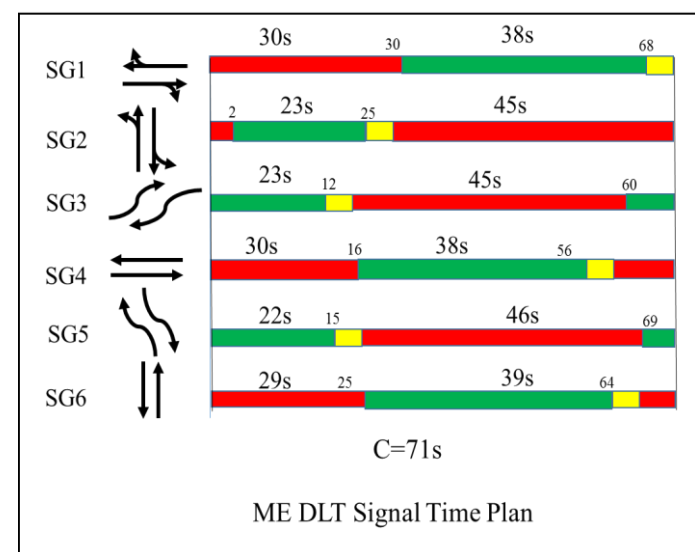 30s 30 38s 68
SG1
2 23s 25 45s
SG2
23s 12 45s 60
SG3
30s 16 38s 56
SG4
22s 15 46s 69
SG5
29s 25 39s 64
SG6
C=71s
ME DLT Signal Time Plan